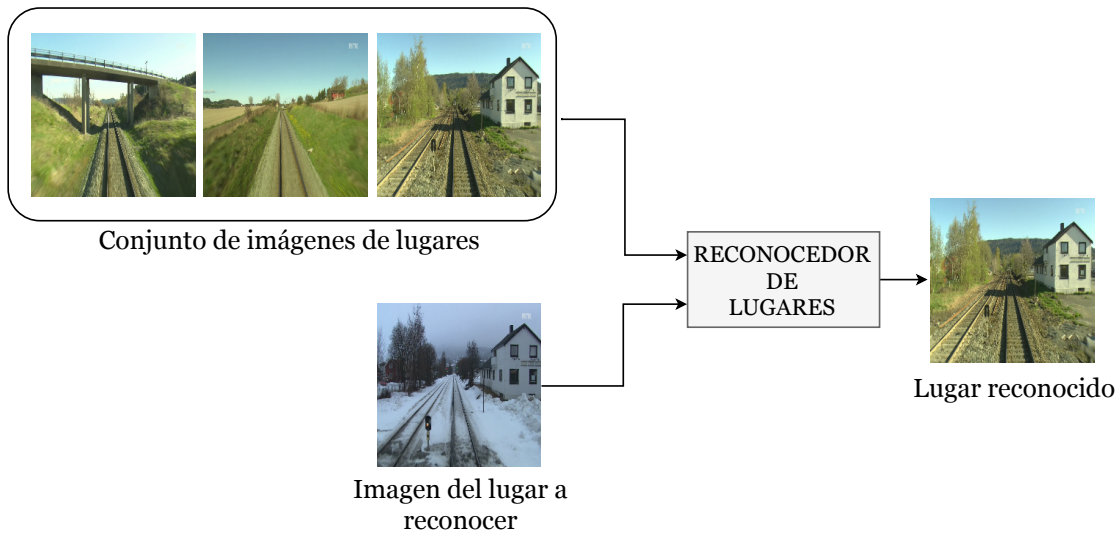 Conjunto de imágenes de lugares
RECONOCEDOR
DE
LUGARES
Lugar reconocido
Imagen del lugar a
reconocer